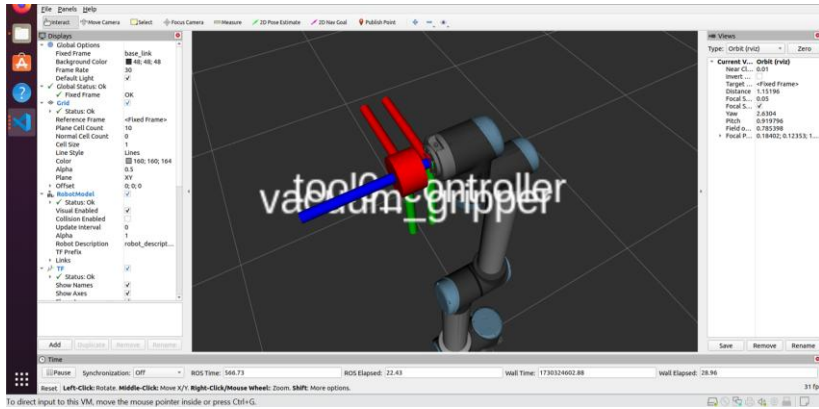 File Panels Help
Interact Move Camera Select Focus Camera Measure 2D Pose Estimate 2D Nav Goal Publish Point
Displays
Global Options
Fixed Frame base_link
Background Color 48; 48; 48
Frame Rate 30
Default Light
Global Status: Ok
Fixed Frame OK
Grid
Status: Ok
Reference Frame <Fixed Frame>
Plane Cell Count 10
Normal Cell Count 0
Cell Size 1
Line Style Lines
Color 160; 160; 164
Alpha 0.5
Plane XY
Offset 0; 0; 0
RobotModel
Status: Ok
Visual Enabled
Collision Enabled
Update Interval 0
Alpha 1
Robot Description robot_descript...
TF Prefix
Links
TF
Status: Ok
Show Names
Show Axes
Add Duplicate Remove Rename
vacuum_gripper
Views
Type: Orbit (rviz) Zero
Current V... Orbit (rviz)
Near Cl... 0.01
Invert ...
Target ... <Fixed Frame>
Distance 1.15196
Focal S... 0.05
Focal S...
Yaw 2.6304
Pitch 0.919796
Field o... 0.785398
Focal P... 0.18402; 0.12353; 1...
Save Remove Rename
Time
Pause Synchronization: Off ROS Time: 566.73 ROS Elapsed: 22.43 Wall Time: 1730324602.88 Wall Elapsed: 28.96
Reset Left-Click: Rotate. Middle-Click: Move X/Y. Right-Click/Mouse Wheel: Zoom. Shift: More options. 31 fp
To direct input to this VM, move the mouse pointer inside or press Ctrl+G.